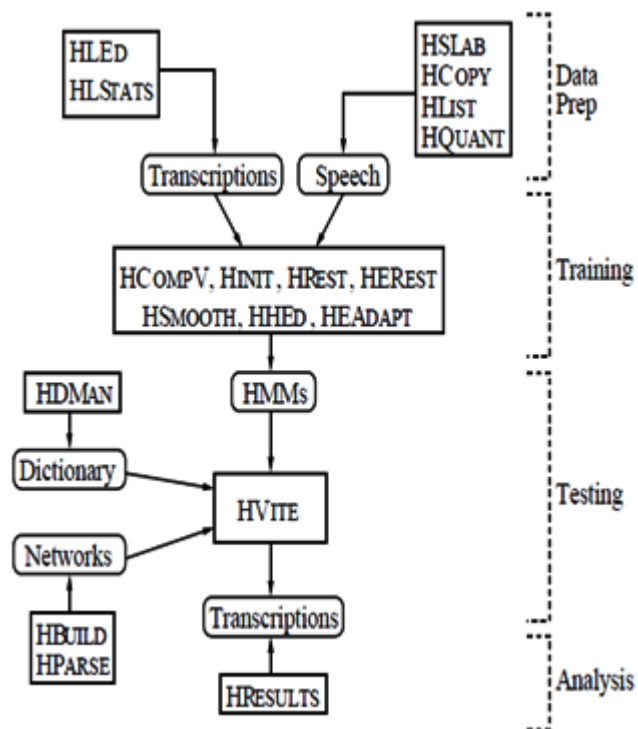 HLED
HLSTATS
HSLAB
HCOPY
HLIST
HQUANT
Data
Prep
Transcriptions
Speech
HCOMPV, HINIT, HREST, HEREST
HSMOOTH, HHED, HEADAPT
Training
HDMAN
HMMs
Dictionary
HVITE
Testing
Networks
Transcriptions
HBUILD
HPARSE
HRESULTS
Analysis